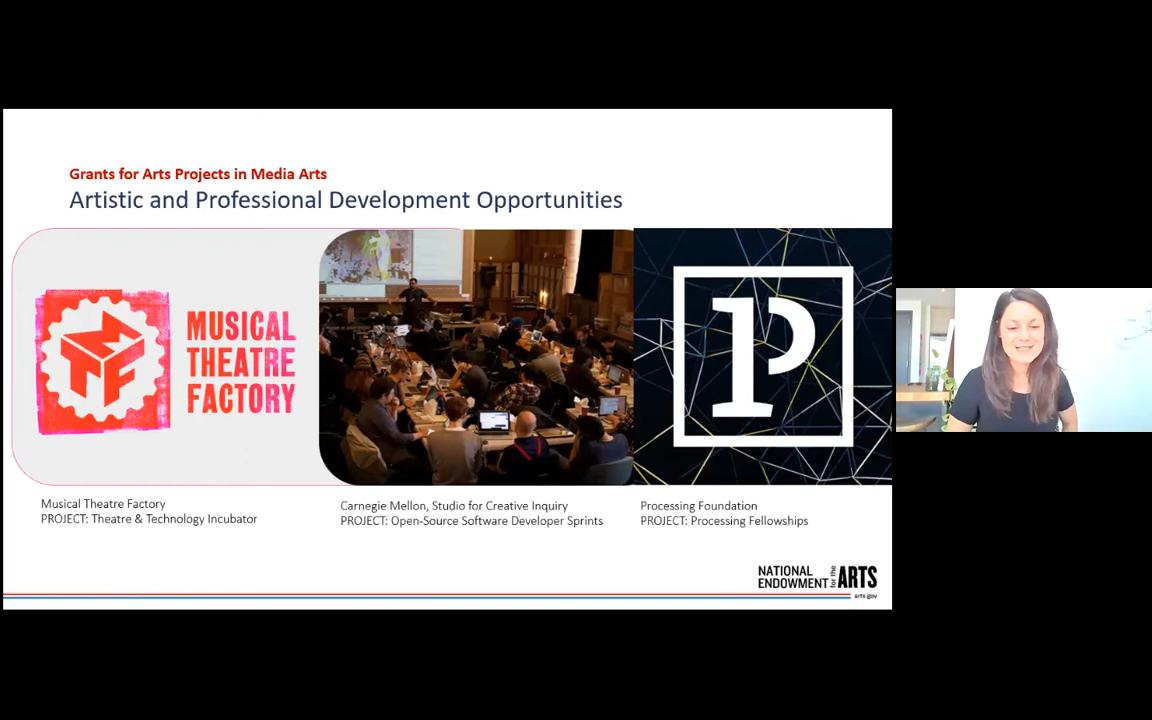 Grants for Arts Projects in Media Arts
Artistic and Professional Development Opportunities
MUSICAL
THEATRE
FACTORY
P
Musical Theatre Factory
PROJECT: Theatre & Technology Incubator
Carnegie Mellon, Studio for Creative Inquiry
PROJECT: Open-Source Software Developer Sprints
Processing Foundation
PROJECT: Processing Fellowships
NATIONAL
ENDOWMENT for the ARTS
arts.gov